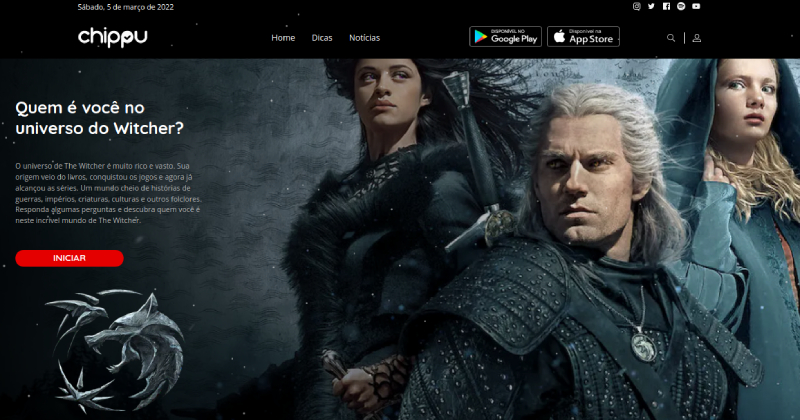 Sábado, 5 de março de 2022
chippu
Home Dicas Notícias
DISPONÍVEL NO
Google Play
Disponível na
App Store
Quem é você no
universo do Witcher?
O universo de The Witcher é muito rico e vasto. Sua
origem veio do livros, conquistou os jogos e agora já
alcançou as séries. Um mundo cheio de histórias de
guerras, impérios, criaturas, culturas e outros folclores.
Responda algumas perguntas e descubra quem você é
neste incrível mundo de The Witcher.
INICIAR